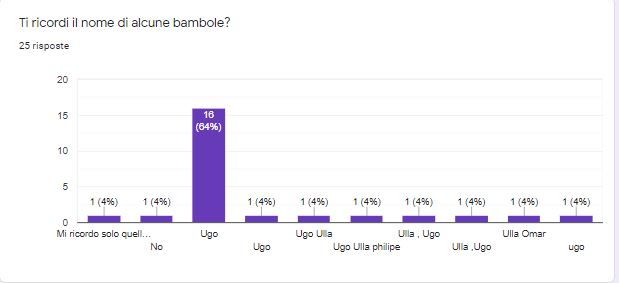 Ti ricordi il nome di alcune bambole?
25 risposte
20
15
10
5
0
16
(64%)
1 (4%)
1 (4%)
1 (4%)
1 (4%)
1 (4%)
1 (4%)
1 (4%)
1 (4%)
1 (4%)
Mi ricordo solo quell...
No
Ugo
Ugo
Ugo Ulla
Ugo Ulla philipe
Ulla , Ugo
Ulla ,Ugo
Ulla Omar
ugo